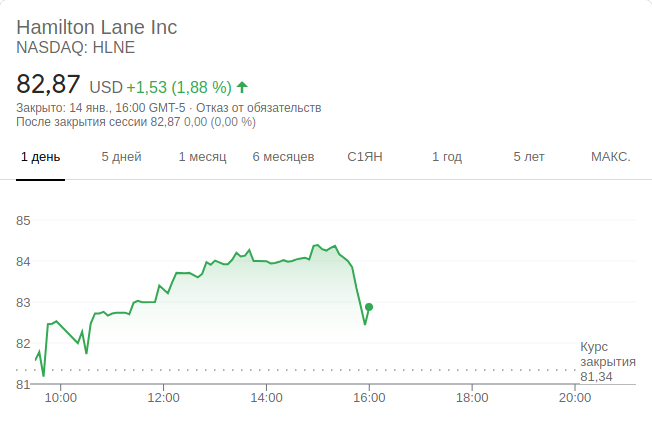 Hamilton Lane Inc
NASDAQ: HLNE
82,87 USD +1,53 (1,88 %)
Закрыто: 14 янв., 16:00 GMT-5 · Отказ от обязательств
После закрытия сессии 82,87 0,00 (0,00 %)
1 день 5 дней 1 месяц 6 месяцев С1ЯН 1 год 5 лет МАКС.
85
84
83
82
Курс
закрытия
81,34
81
10:00 12:00 14:00 16:00 18:00 20:00